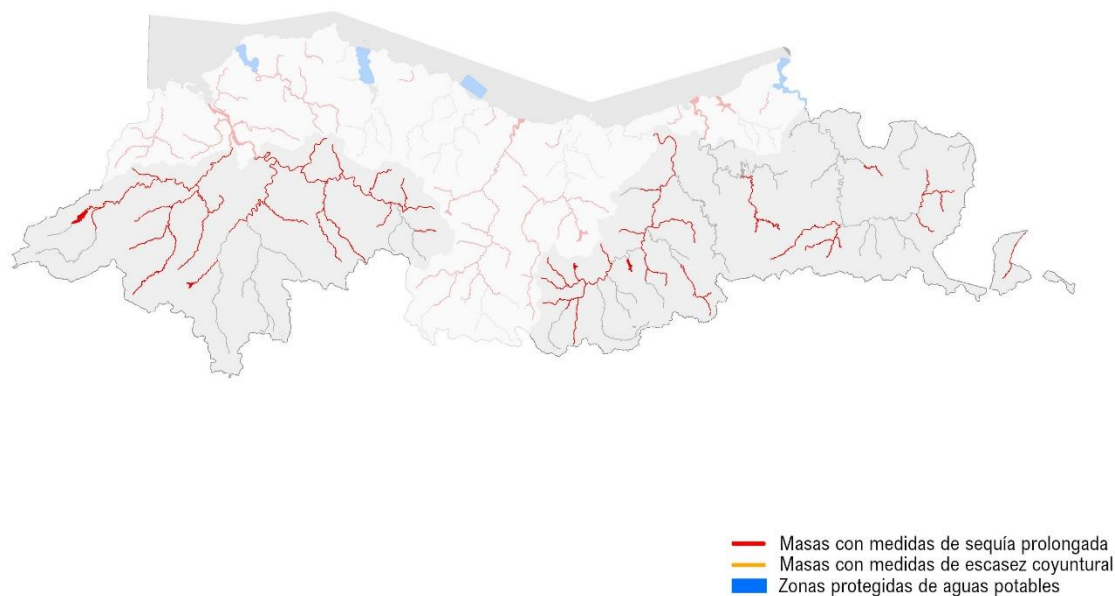 Masas con medidas de sequía prolongada
Masas con medidas de escasez coyuntural
Zonas protegidas de aguas potables